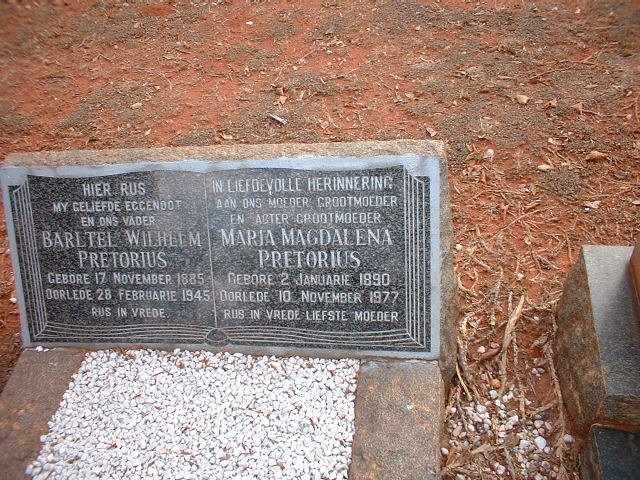 HIER RUS
MY GELIEFDE EGGENOOT
EN ONS VADER
BARETEL WILHELM
PRETORIUS
GEBORE 17 NOVEMBER 1885
OORLEDE 28 FEBRUARIE 1945
RUS IN VREDE
IN LIEFDEVOLLE HERINNERING
AAN ONS MOEDER, GROOTMOEDER
EN AGTER GROOTMOEDER
MARIA MAGDALENA
PRETORIUS
GEBORE 2 JANUARIE 1890
OORLEDE 10 NOVEMBER 1977
RUS IN VREDE LIEFSTE MOEDER